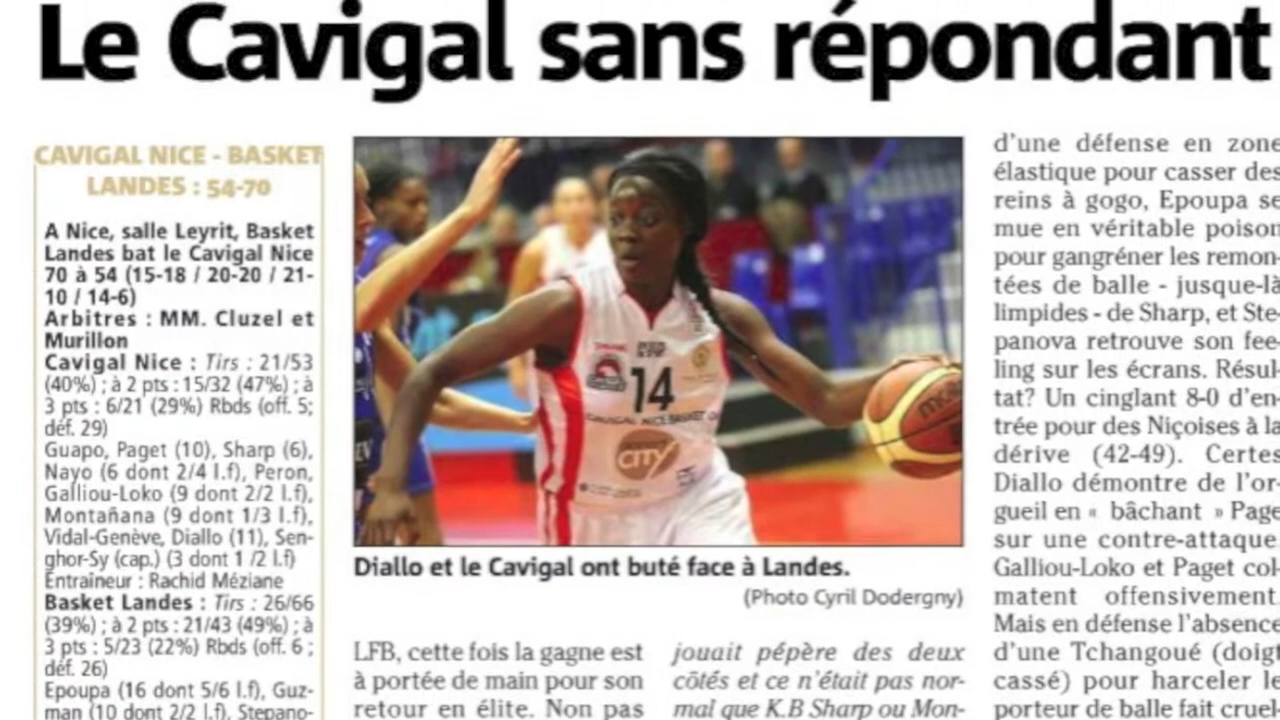 Le Cavigal sans répondant
CAVIGAL NICE - BASKET
LANDES : 54-70
A Nice, salle Leyrit, Basket
Landes bat le Cavigal Nice
70 à 54 (15-18 / 20-20 / 21-
10 / 14-6)
Arbitres : MM. Cluzel et
Murillon
Cavigal Nice : Tirs : 21/53
(40%) ; à 2 pts : 15/32 (47%) ; à
3 pts : 6/21 (29%) Rbds (off. 5;
déf. 29)
Guapo, Paget (10), Sharp (6),
Nayo (6 dont 2/4 l.f), Peron,
Galliou-Loko (9 dont 2/2 l.f),
Montañana (9 dont 1/3 l.f),
Vidal-Genève, Diallo (11), Sen-
ghor-Sy (cap.) (3 dont 1 /2 l.f)
Entraîneur : Rachid Méziane
Basket Landes : Tirs : 26/66
(39%) ; à 2 pts : 21/43 (49%) ; à
3 pts : 5/23 (22%) Rbds (off. 6 ;
déf. 26)
Epoupa (16 dont 5/6 l.f), Guz-
man (10 dont 2/2 l.f), Stepano-
14
CAVIGAL NICE BASKET
CITY
Diallo et le Cavigal ont buté face à Landes.
(Photo Cyril Dodergny)
LFB, cette fois la gagne est
à portée de main pour son
retour en élite. Non pas
jouait pépère des deux
côtés et ce n'était pas nor-
mal que K.B Sharp ou Mon-
d'une défense en zone
élastique pour casser des
reins à gogo, Epoupa se
mue en véritable poison
pour gangréner les remon-
tées de balle - jusque-là
limpides - de Sharp, et Ste-
panova retrouve son fee-
ling sur les écrans. Résul-
tat? Un cinglant 8-0 d'en-
trée pour des Niçoises à la
dérive (42-49). Certes
Diallo démontre de l'or-
gueil en « bâchant » Page
sur une contre-attaque
Galliou-Loko et Paget col-
matent offensivement.
Mais en défense l'absence
d'une Tchangoué (doigt
cassé) pour harceler le
porteur de balle fait cruel-